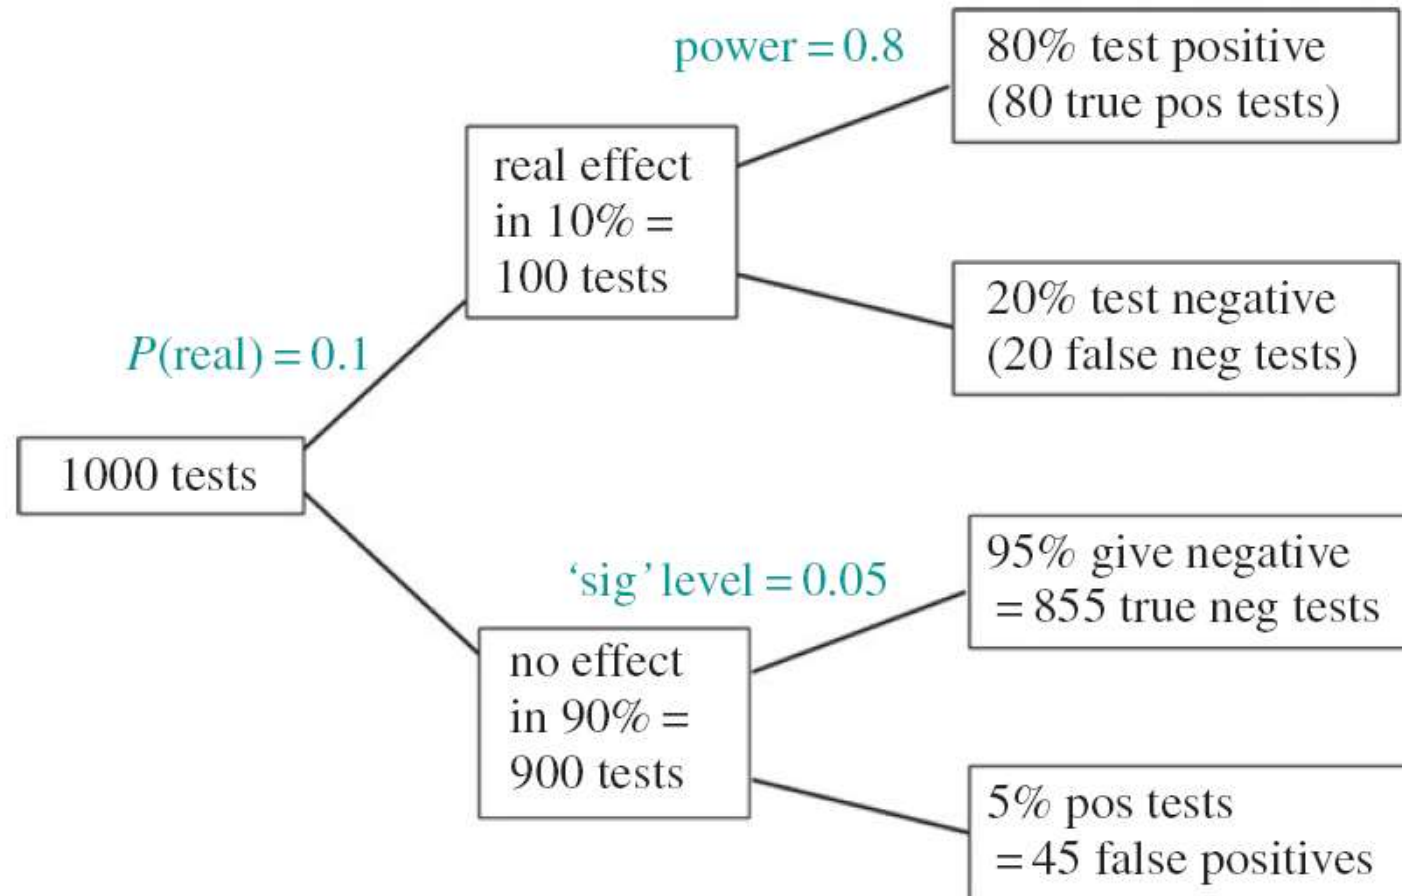 power = 0.8
80% test positive
(80 true pos tests)
real effect
in 10% =
100 tests
20% test negative
(20 false neg tests)
P(real) = 0.1
1000 tests
‘sig’ level = 0.05
95% give negative
= 855 true neg tests
no effect
in 90% =
900 tests
5% pos tests
= 45 false positives